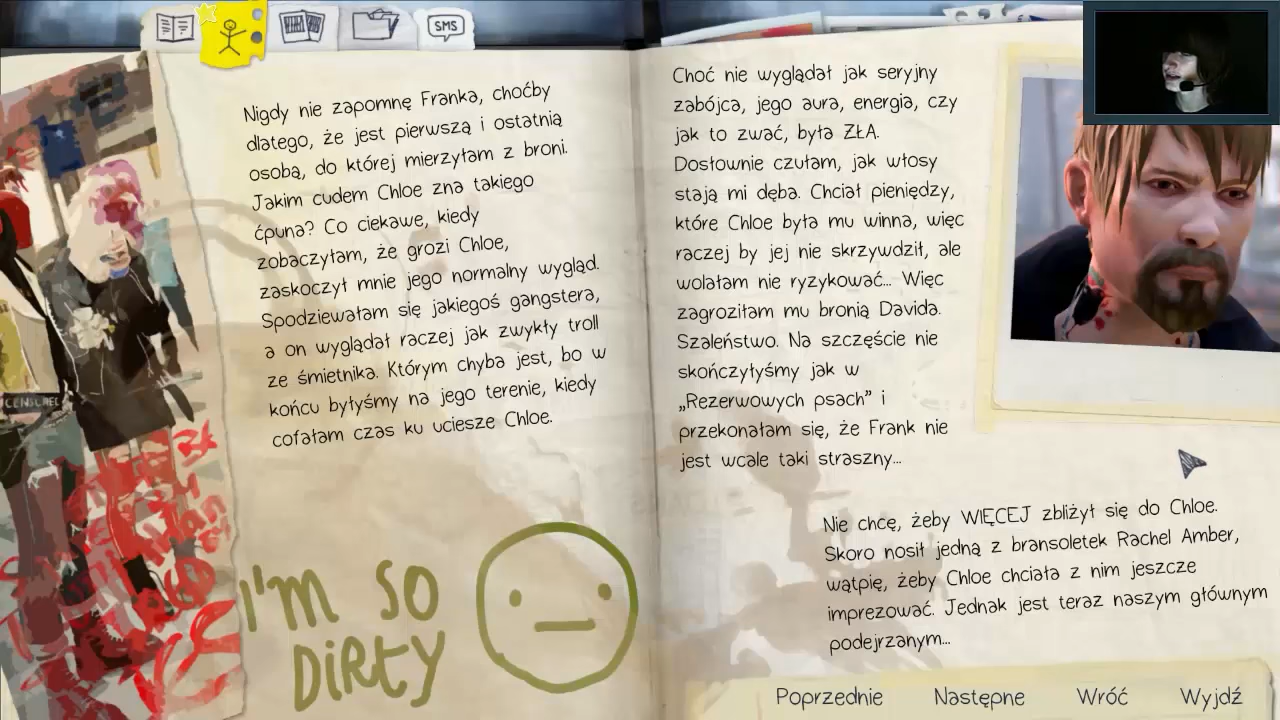 SMS
Nigdy nie zapomnę Franka, choćby
dlatego, że jest pierwszą i ostatnią
osobą, do której mierzyłam z broni.
Jakim cudem Chloe zna takiego
ćpuna? Co ciekawe, kiedy
zobaczyłam, że grozi Chloe,
zaskoczył mnie jego normalny wygląd.
Spodziewałam się jakiegoś gangstera,
a on wyglądał raczej jak zwykły troll
ze śmietnika. Którym chyba jest, bo w
końcu byłyśmy na jego terenie, kiedy
cofałam czas ku uciesze Chloe.
CENSORED
I'M SO
DIRTY
Choć nie wyglądał jak seryjny
zabójca, jego aura, energia, czy
jak to zwać, była ZŁA.
Dosłownie czułam, jak włosy
stają mi dęba. Chciał pieniędzy,
które Chloe była mu winna, więc
raczej by jej nie skrzywdził, ale
wolałam nie ryzykować... Więc
zagroziłam mu bronią Davida.
Szaleństwo. Na szczęście nie
skończyłyśmy jak w
„Rezerwowych psach” i
przekonałam się, że Frank nie
jest wcale taki straszny...
Nie chcę, żeby WIĘCEJ zbliżył się do Chloe.
Skoro nosił jedną z bransoletek Rachel Amber,
wątpię, żeby Chloe chciała z nim jeszcze
imprezować. Jednak jest teraz naszym głównym
podejrzanym...
Poprzednie Następne Wróć Wyjdź